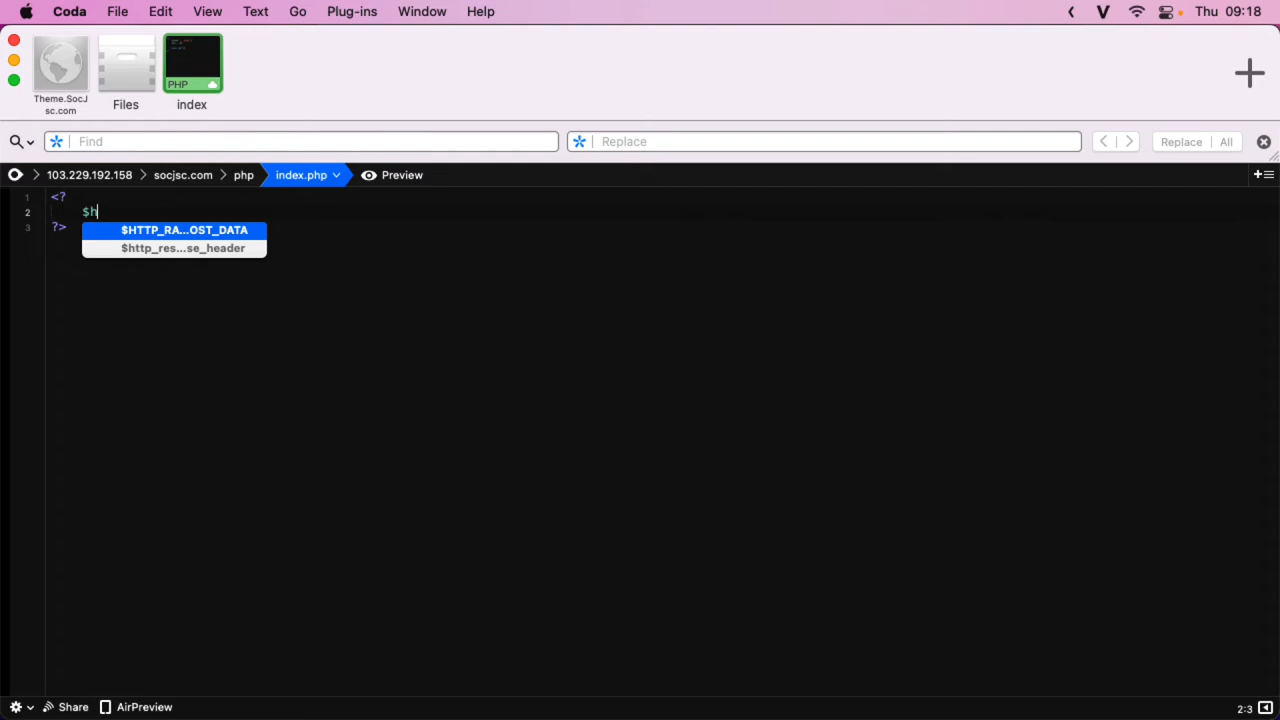 Coda File Edit View Text Go Plug-ins Window Help Thu 09:18
Theme.SocJ
sc.com
Files
PHP
index
Find
Replace
Replace All
103.229.192.158 socjsc.com php index.php Preview
1 <?
2 $h
3 ?>
$HTTP_RA...OST_DATA
$http_res...se_header
Share AirPreview 2:3